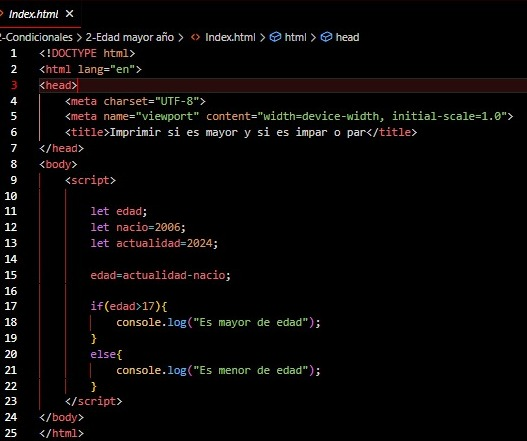 Index.html ×
2-Condicionales > 2-Edad mayor año > Index.html > html > head
1 <!DOCTYPE html>
2 <html lang="en">
3 <head>
4 <meta charset="UTF-8">
5 <meta name="viewport" content="width=device-width, initial-scale=1.0">
6 <title>Imprimir si es mayor y si es impar o par</title>
7 </head>
8 <body>
9 <script>
10
11 let edad;
12 let nacio=2006;
13 let actualidad=2024;
14
15 edad=actualidad-nacio;
16
17 if(edad>17){
18 console.log("Es mayor de edad");
19 }
20 else{
21 console.log("Es menor de edad");
22 }
23 </script>
24 </body>
25 </html>